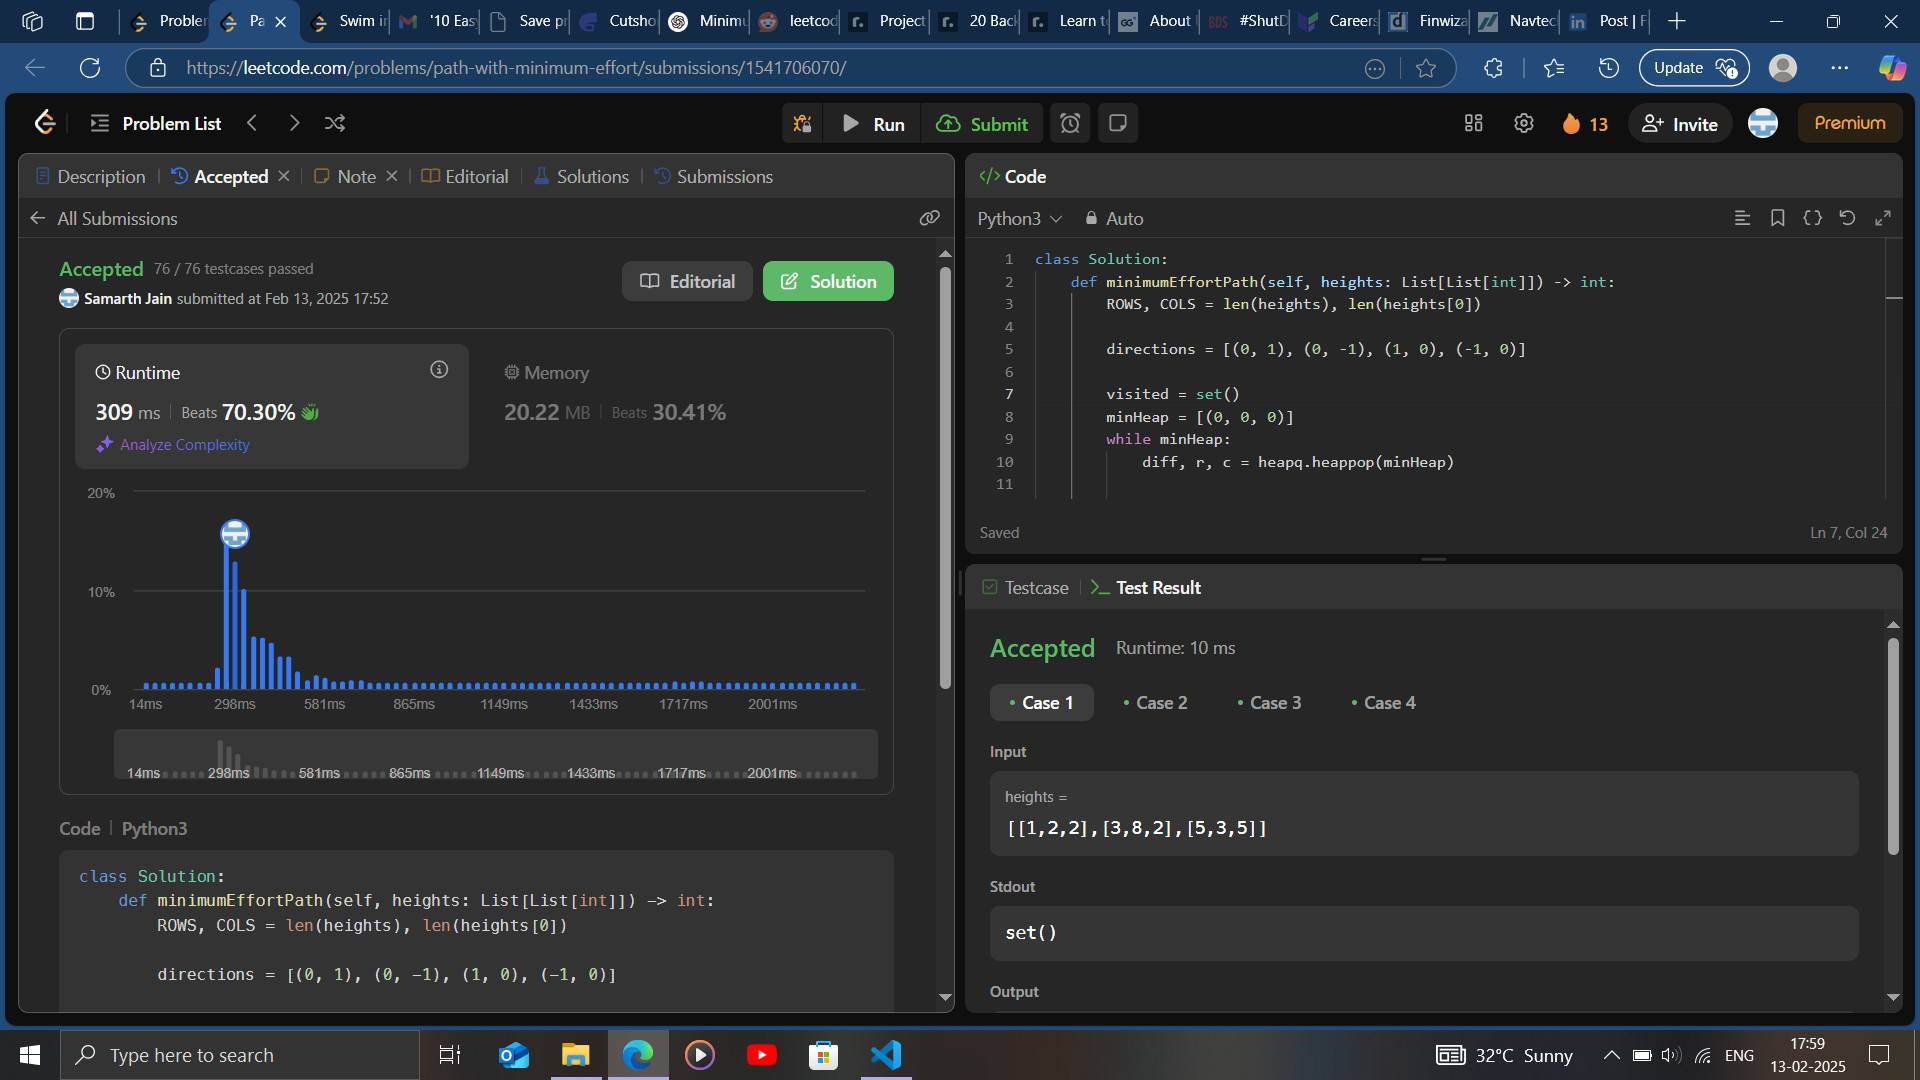 Probler
Pa
Swim in
'10 Easy
Save pr
Cutsho
Minimu
leetcod
Project
20 Back
Learn to
About U
#ShutD
Careers
Finwiza
Navtecl
Post | F
https://leetcode.com/problems/path-with-minimum-effort/submissions/1541706070/
Update
Problem List
Run
Submit
13
Invite
Premium
Description
Accepted
Note
Editorial
Solutions
Submissions
All Submissions
Accepted 76 / 76 testcases passed
Samarth Jain submitted at Feb 13, 2025 17:52
Editorial
Solution
Runtime
309 ms | Beats 70.30%
Analyze Complexity
Memory
20.22 MB | Beats 30.41%
20%
10%
0%
14ms 298ms 581ms 865ms 1149ms 1433ms 1717ms 2001ms
14ms 298ms 581ms 865ms 1149ms 1433ms 1717ms 2001ms
Code | Python3
class Solution:
def minimumEffortPath(self, heights: List[List[int]]) -> int:
ROWS, COLS = len(heights), len(heights[0])
directions = [(0, 1), (0, -1), (1, 0), (-1, 0)]
</> Code
Python3
Auto
1 class Solution:
2 def minimumEffortPath(self, heights: List[List[int]]) -> int:
3 ROWS, COLS = len(heights), len(heights[0])
4
5 directions = [(0, 1), (0, -1), (1, 0), (-1, 0)]
6
7 visited = set()
8 minHeap = [(0, 0, 0)]
9 while minHeap:
10 diff, r, c = heapq.heappop(minHeap)
11
Saved
Ln 7, Col 24
Testcase
Test Result
Accepted Runtime: 10 ms
Case 1
Case 2
Case 3
Case 4
Input
heights =
[[1,2,2],[3,8,2],[5,3,5]]
Stdout
set()
Output
Type here to search
32°C Sunny
ENG
17:59
13-02-2025